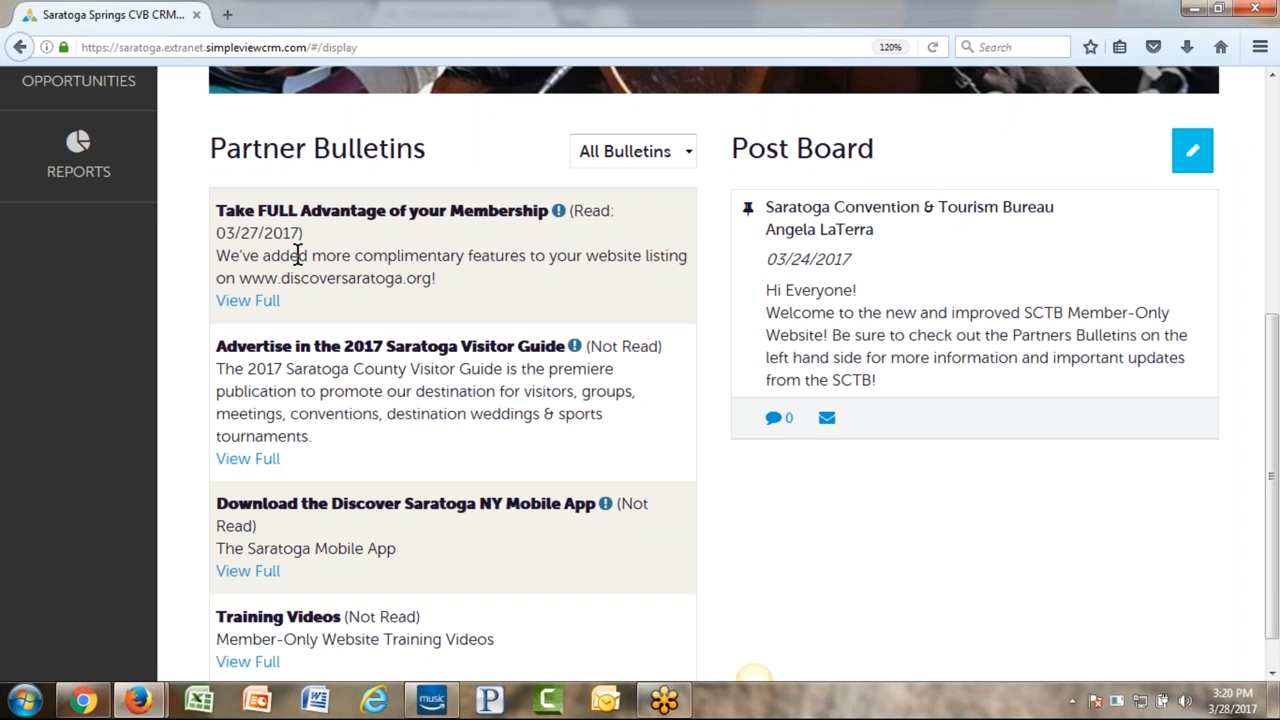 Saratoga Springs CVB CRM...
https://saratoga.extranet.simpleviewcrm.com/#/display
120%
Search
OPPORTUNITIES
REPORTS
Partner Bulletins
All Bulletins
Take FULL Advantage of your Membership (Read:
03/27/2017)
We've added more complimentary features to your website listing
on www.discoversaratoga.org!
View Full
Advertise in the 2017 Saratoga Visitor Guide (Not Read)
The 2017 Saratoga County Visitor Guide is the premiere
publication to promote our destination for visitors, groups,
meetings, conventions, destination weddings & sports
tournaments.
View Full
Download the Discover Saratoga NY Mobile App (Not
Read)
The Saratoga Mobile App
View Full
Training Videos (Not Read)
Member-Only Website Training Videos
View Full
Post Board
Saratoga Convention & Tourism Bureau
Angela LaTerra
03/24/2017
Hi Everyone!
Welcome to the new and improved SCTB Member-Only
Website! Be sure to check out the Partners Bulletins on the
left hand side for more information and important updates
from the SCTB!
0
music
3:20 PM
3/28/2017